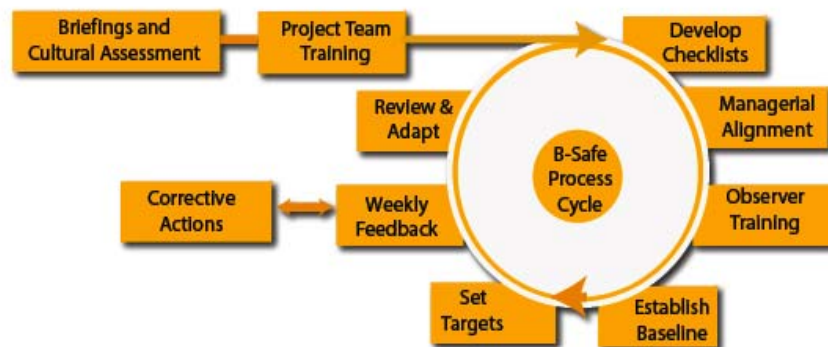 Briefings and
Cultural Assessment
Project Team
Training
Develop
Checklists
Managerial
Alignment
Observer
Training
Establish
Baseline
Set
Targets
Weekly
Feedback
Corrective
Actions
Review &
Adapt
B-Safe
Process
Cycle